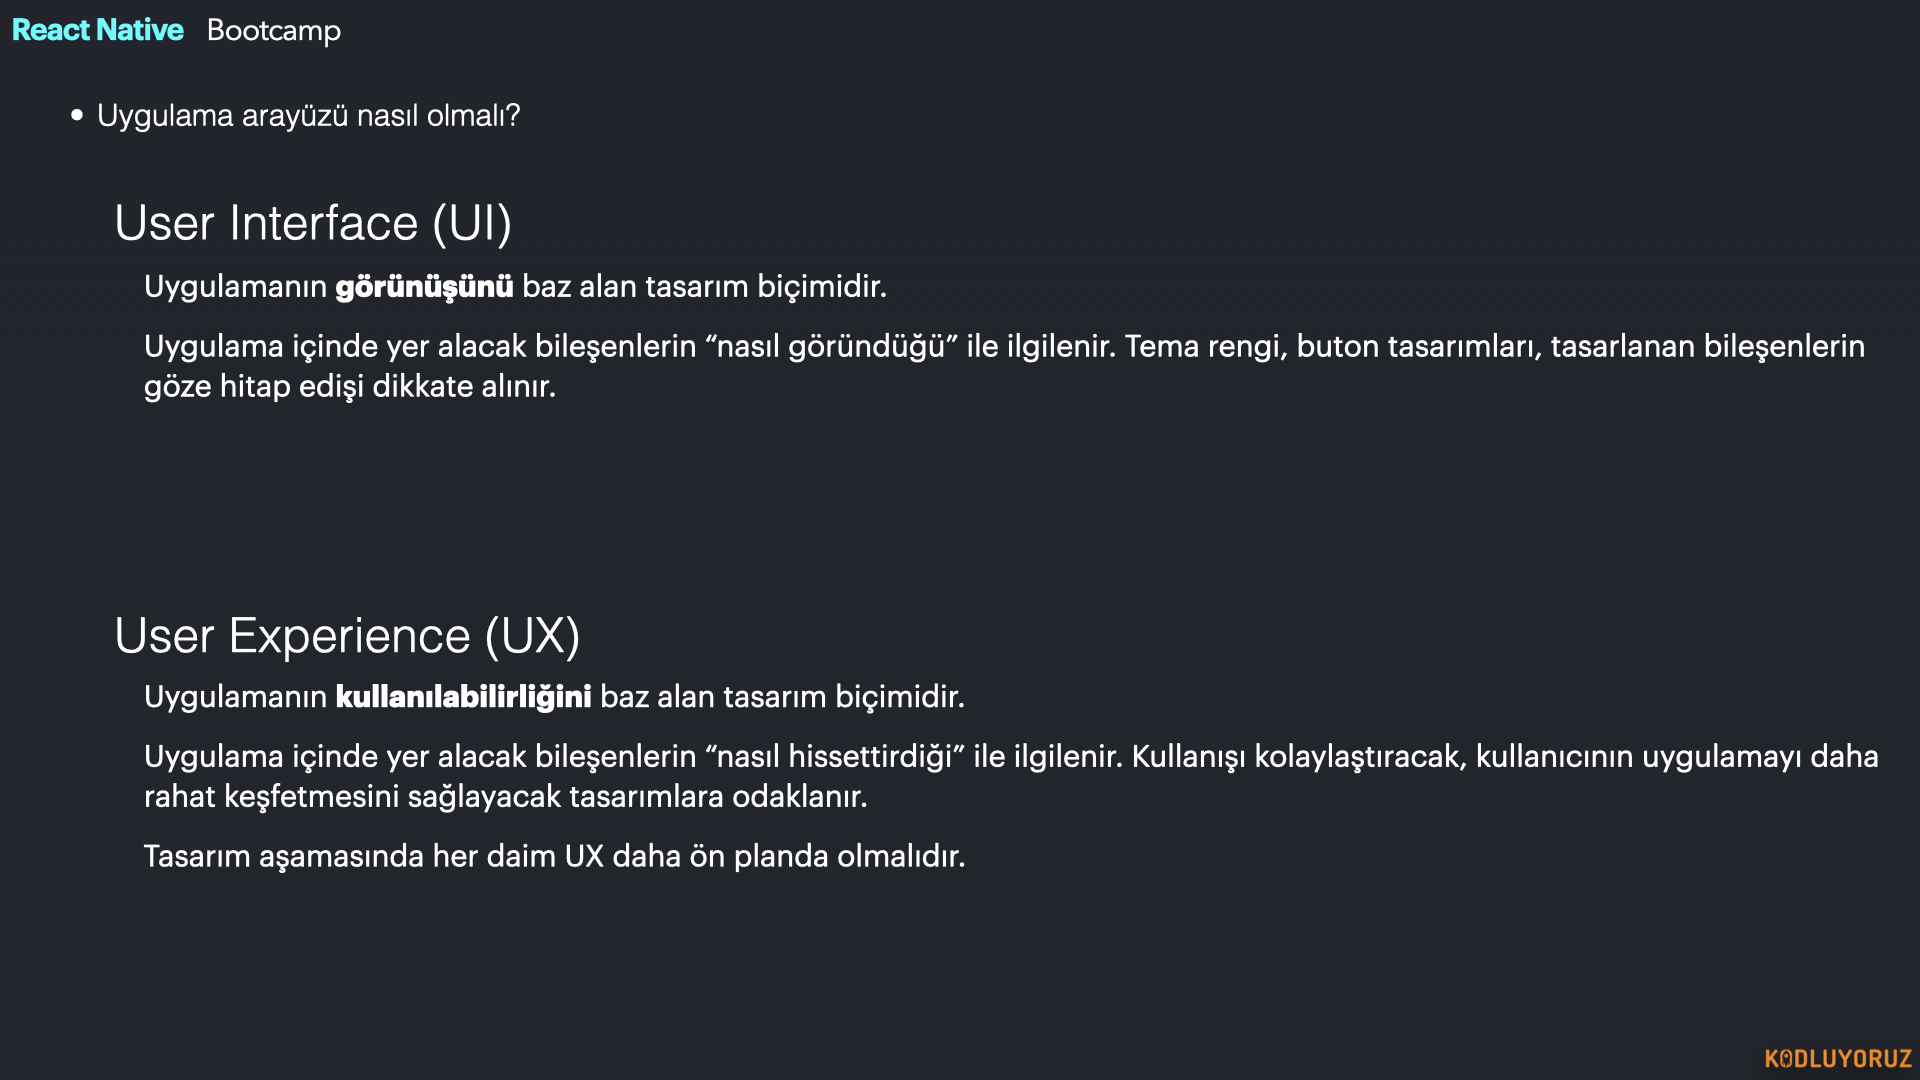 React Native Bootcamp
• Uygulama arayüzü nasıl olmalı?
User Interface (UI)
Uygulamanın görünüşünü baz alan tasarım biçimidir.
Uygulama içinde yer alacak bileşenlerin “nasıl göründüğü” ile ilgilenir. Tema rengi, buton tasarımları, tasarlanan bileşenlerin
göze hitap edişi dikkate alınır.
User Experience (UX)
Uygulamanın kullanılabilirliğini baz alan tasarım biçimidir.
Uygulama içinde yer alacak bileşenlerin “nasıl hissettirdiği” ile ilgilenir. Kullanışı kolaylaştıracak, kullanıcının uygulamayı daha
rahat keşfetmesini sağlayacak tasarımlara odaklanır.
Tasarım aşamasında her daim UX daha ön planda olmalıdır.
KODLUYORUZ